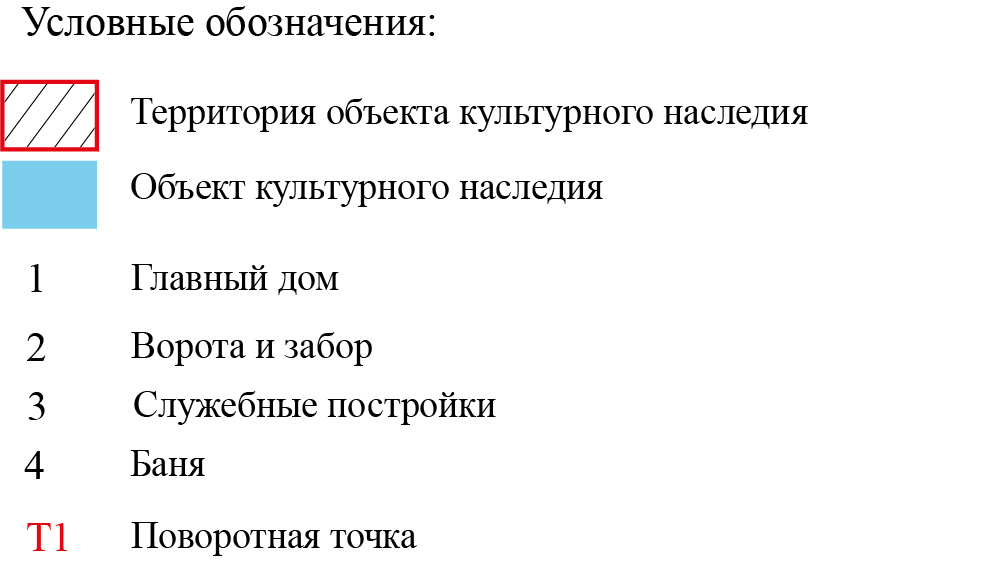 Условные обозначения:
Территория объекта культурного наследия
Объект культурного наследия
1 Главный дом
2 Ворота и забор
3 Служебные постройки
4 Баня
Т1 Поворотная точка